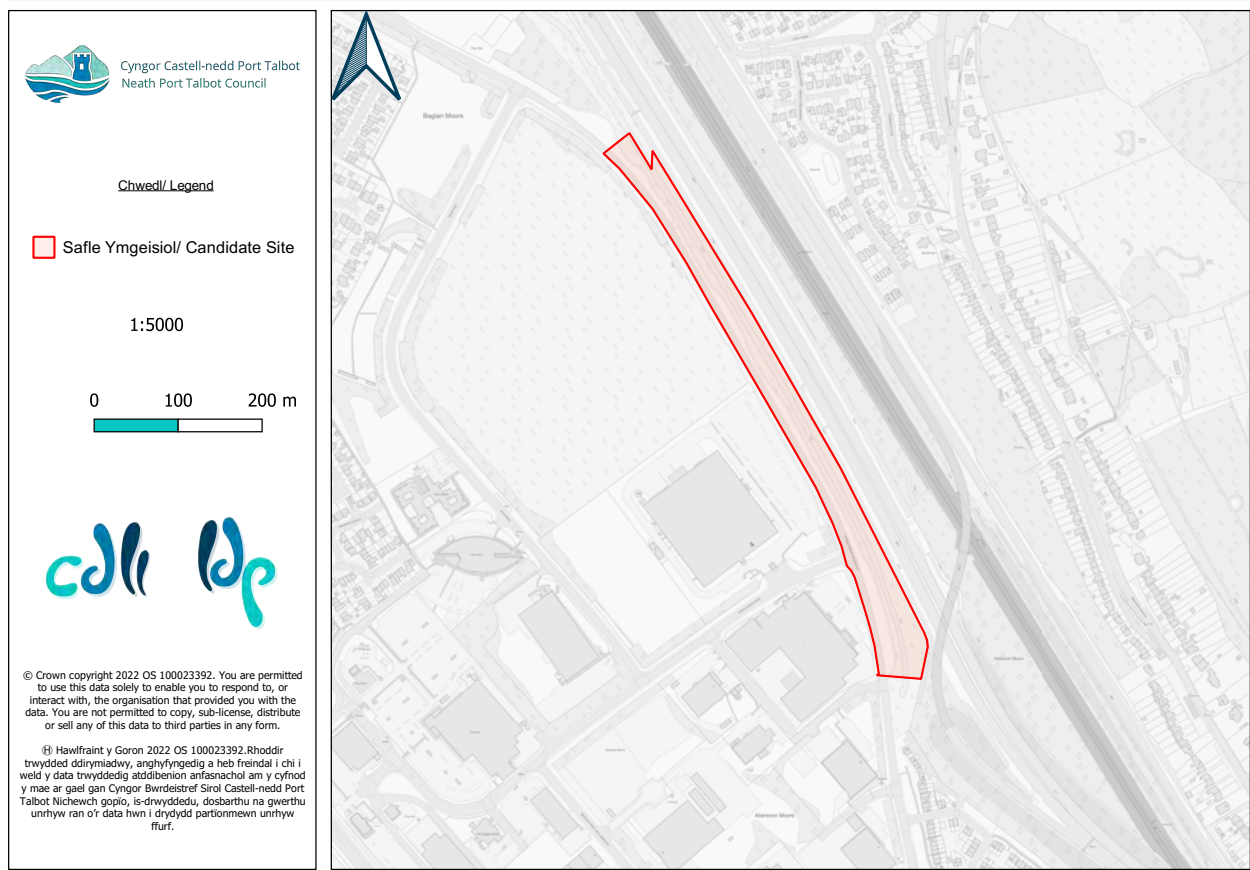 Cyngor Castell-nedd Port Talbot
Neath Port Talbot Council
Chwedl/ Legend
Safle Ymgeisiol/ Candidate Site
1:5000
0 100 200 m
cdll ldp
© Crown copyright 2022 OS 100023392. You are permitted
to use this data solely to enable you to respond to, or
interact with, the organisation that provided you with the
data. You are not permitted to copy, sub-license, distribute
or sell any of this data to third parties in any form.
Ⓗ Hawlfraint y Goron 2022 OS 100023392.Rhoddir
trwydded ddirymiadwy, anghyfyngedig a heb freindal i chi i
weld y data trwyddedig atddibenion anfasnachol am y cyfnod
y mae ar gael gan Cyngor Bwrdeistref Sirol Castell-nedd Port
Talbot Nichewch gopïo, is-drwyddedu, dosbarthu na gwerthu
unrhyw ran o'r data hwn i drydydd partïonmewn unrhyw
ffurf.
Baglan Moors
Aberavon Moors